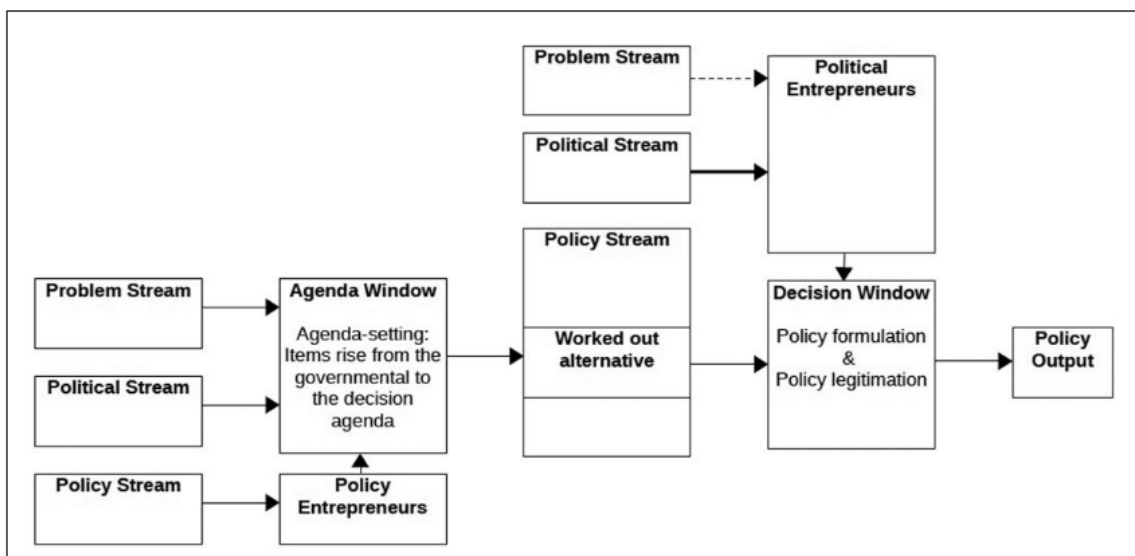 Problem Stream
Political
Entrepreneurs
Political Stream
Policy Stream
Worked out
alternative
Problem Stream
Agenda Window
Agenda-setting:
Items rise from the
governmental to
the decision
agenda
Political Stream
Policy Stream
Policy
Entrepreneurs
Decision Window
Policy formulation
&
Policy legitimation
Policy
Output